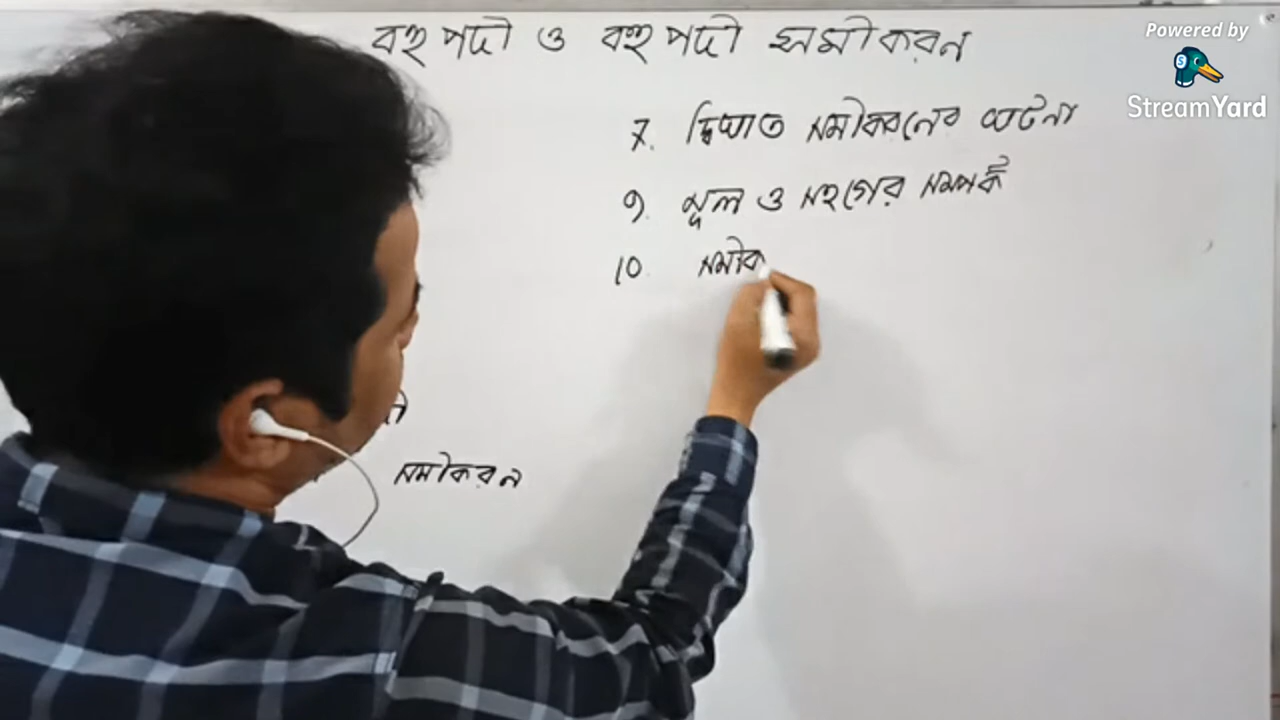 বহুপদী ও বহুপদী সমীকরন
Powered by
StreamYard
৮. দ্বিঘাত সমীকরনের ঘটনা
৯. মূল ও সহগের সম্পর্ক
১০. সমীক
সমীকরন